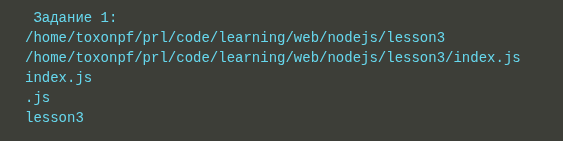 Задание 1:
/home/toxonpf/prl/code/learning/web/nodejs/lesson3
/home/toxonpf/prl/code/learning/web/nodejs/lesson3/index.js
index.js
.js
lesson3